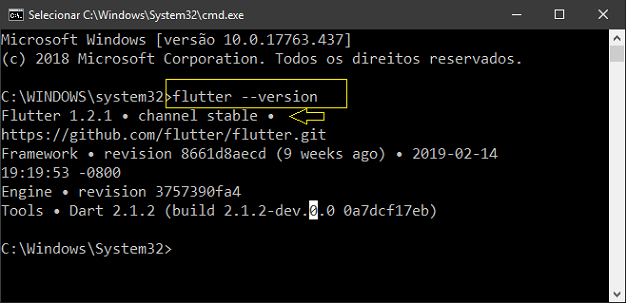 Selecionar C:\Windows\System32\cmd.exe
Microsoft Windows [versão 10.0.17763.437]
(c) 2018 Microsoft Corporation. Todos os direitos reservados.
C:\WINDOWS\system32>flutter --version
Flutter 1.2.1 • channel stable •
https://github.com/flutter/flutter.git
Framework • revision 8661d8aecd (9 weeks ago) • 2019-02-14
19:19:53 -0800
Engine • revision 3757390fa4
Tools • Dart 2.1.2 (build 2.1.2-dev.0.0 0a7dcf17eb)
C:\Windows\System32>